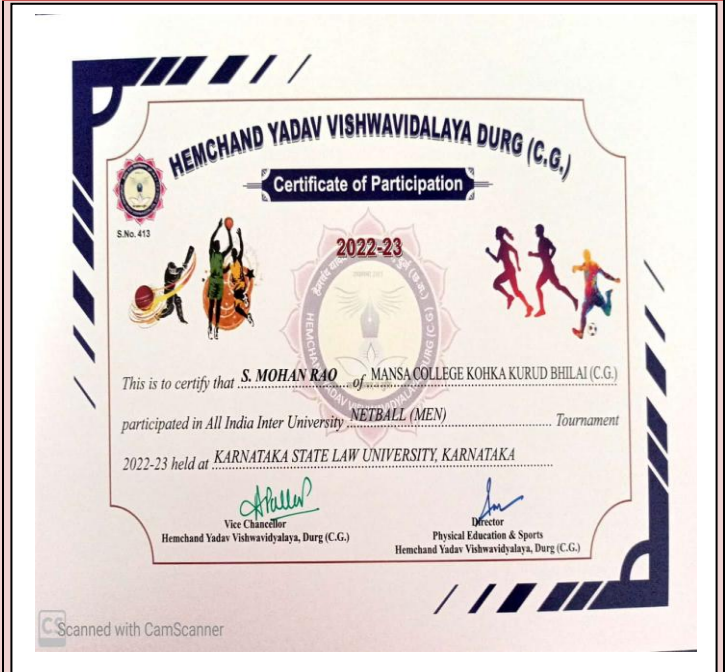 HEMCHAND YADAV VISHWAVIDALAYA DURG (C.G.)
Certificate of Participation
S.No. 413
2022-23
This is to certify that S. MOHAN RAO of MANSA COLLEGE KOHKA KURUD BHILAI (C.G.)
participated in All India Inter University NETBALL (MEN) Tournament
2022-23 held at KARNATAKA STATE LAW UNIVERSITY, KARNATAKA
Vice Chancellor
Hemchand Yadav Vishwavidyalaya, Durg (C.G.)
Director
Physical Education & Sports
Hemchand Yadav Vishwavidyalaya, Durg (C.G.)
CS Scanned with CamScanner